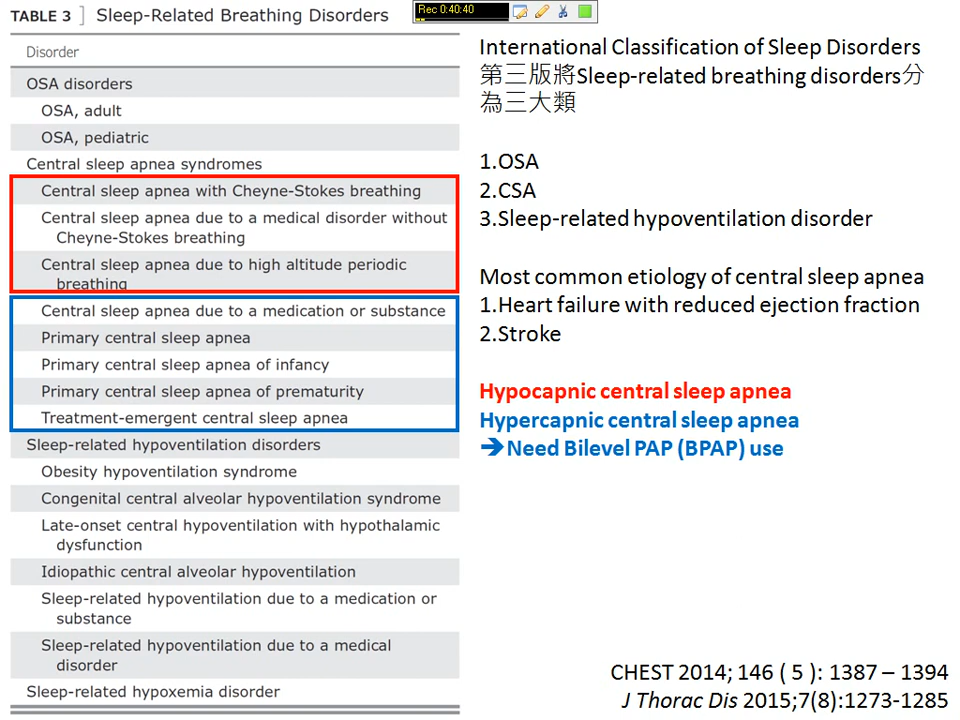 TABLE 3 ] Sleep-Related Breathing Disorders
Rec 0:40:40
Disorder
OSA disorders
OSA, adult
OSA, pediatric
Central sleep apnea syndromes
Central sleep apnea with Cheyne-Stokes breathing
Central sleep apnea due to a medical disorder without
Cheyne-Stokes breathing
Central sleep apnea due to high altitude periodic
breathing
Central sleep apnea due to a medication or substance
Primary central sleep apnea
Primary central sleep apnea of infancy
Primary central sleep apnea of prematurity
Treatment-emergent central sleep apnea
Sleep-related hypoventilation disorders
Obesity hypoventilation syndrome
Congenital central alveolar hypoventilation syndrome
Late-onset central hypoventilation with hypothalamic
dysfunction
Idiopathic central alveolar hypoventilation
Sleep-related hypoventilation due to a medication or
substance
Sleep-related hypoventilation due to a medical
disorder
Sleep-related hypoxemia disorder
International Classification of Sleep Disorders
第三版將Sleep-related breathing disorders分
為三大類
1.OSA
2.CSA
3.Sleep-related hypoventilation disorder
Most common etiology of central sleep apnea
1.Heart failure with reduced ejection fraction
2.Stroke
Hypocapnic central sleep apnea
Hypercapnic central sleep apnea
➔Need Bilevel PAP (BPAP) use
CHEST 2014; 146 ( 5 ): 1387 – 1394
J Thorac Dis 2015;7(8):1273-1285